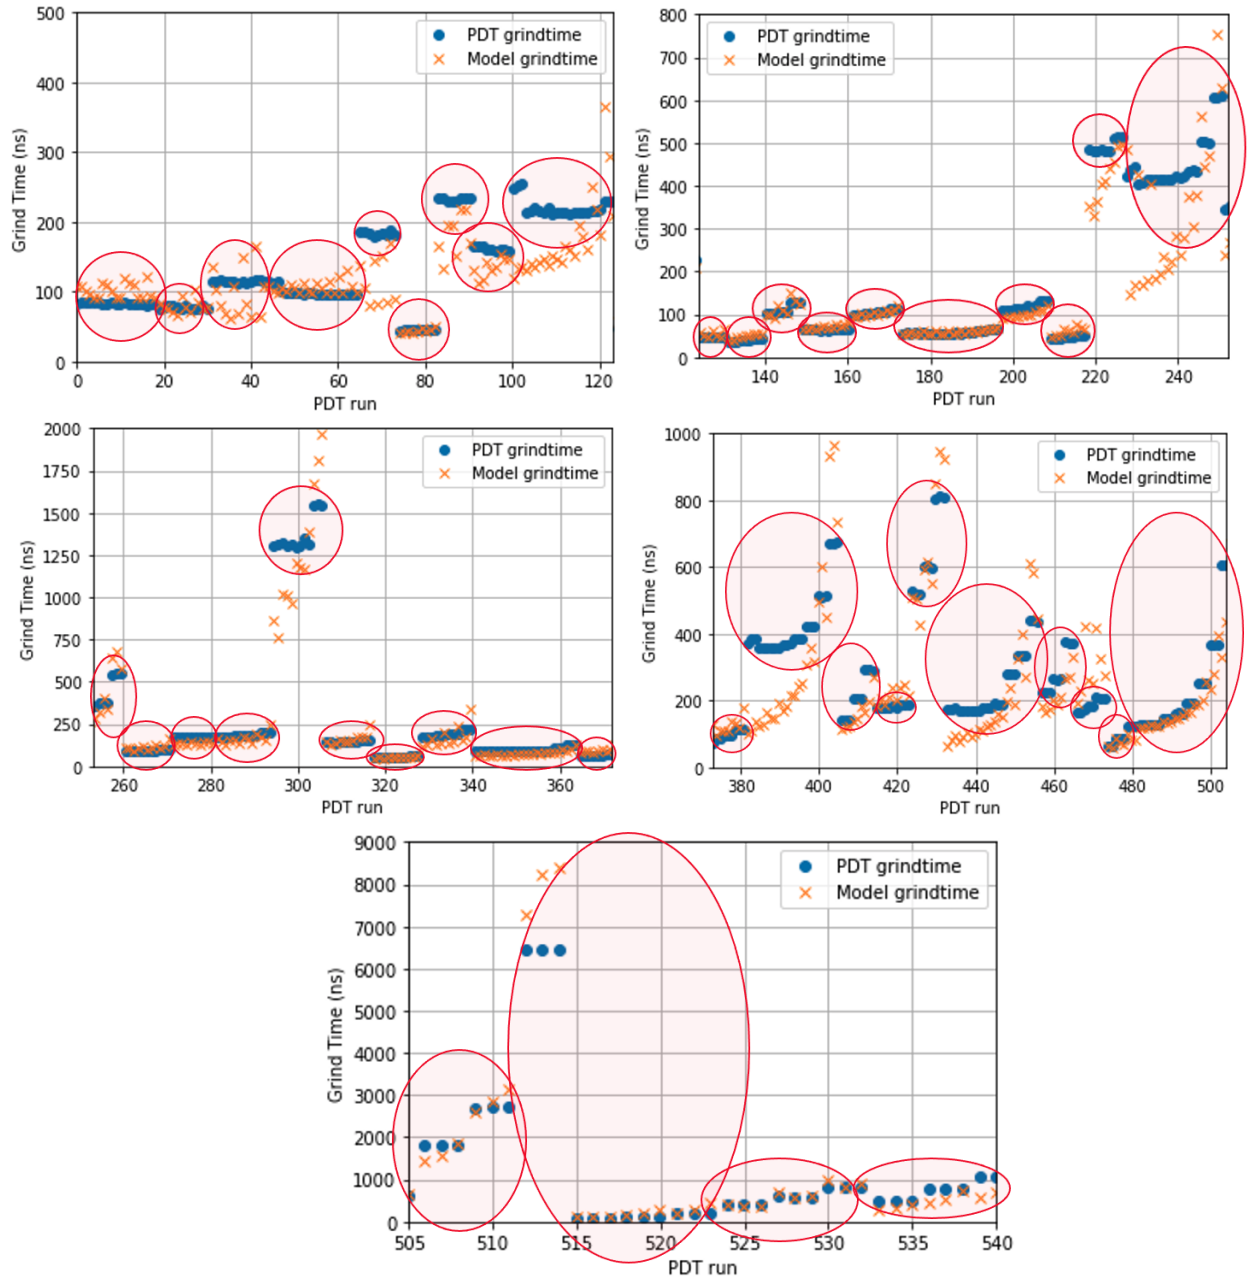 500
400
300
200
100
0
Grind Time (ns)
PDT grindtime
Model grindtime
0 20 40 60 80 100 120
PDT run
800
700
600
500
400
300
200
100
0
Grind Time (ns)
PDT grindtime
Model grindtime
140 160 180 200 220 240
PDT run
2000
1750
1500
1250
1000
750
500
250
0
Grind Time (ns)
PDT grindtime
Model grindtime
260 280 300 320 340 360
PDT run
1000
800
600
400
200
0
Grind Time (ns)
PDT grindtime
Model grindtime
380 400 420 440 460 480 500
PDT run
9000
8000
7000
6000
5000
4000
3000
2000
1000
0
Grind Time (ns)
PDT grindtime
Model grindtime
505 510 515 520 525 530 535 540
PDT run